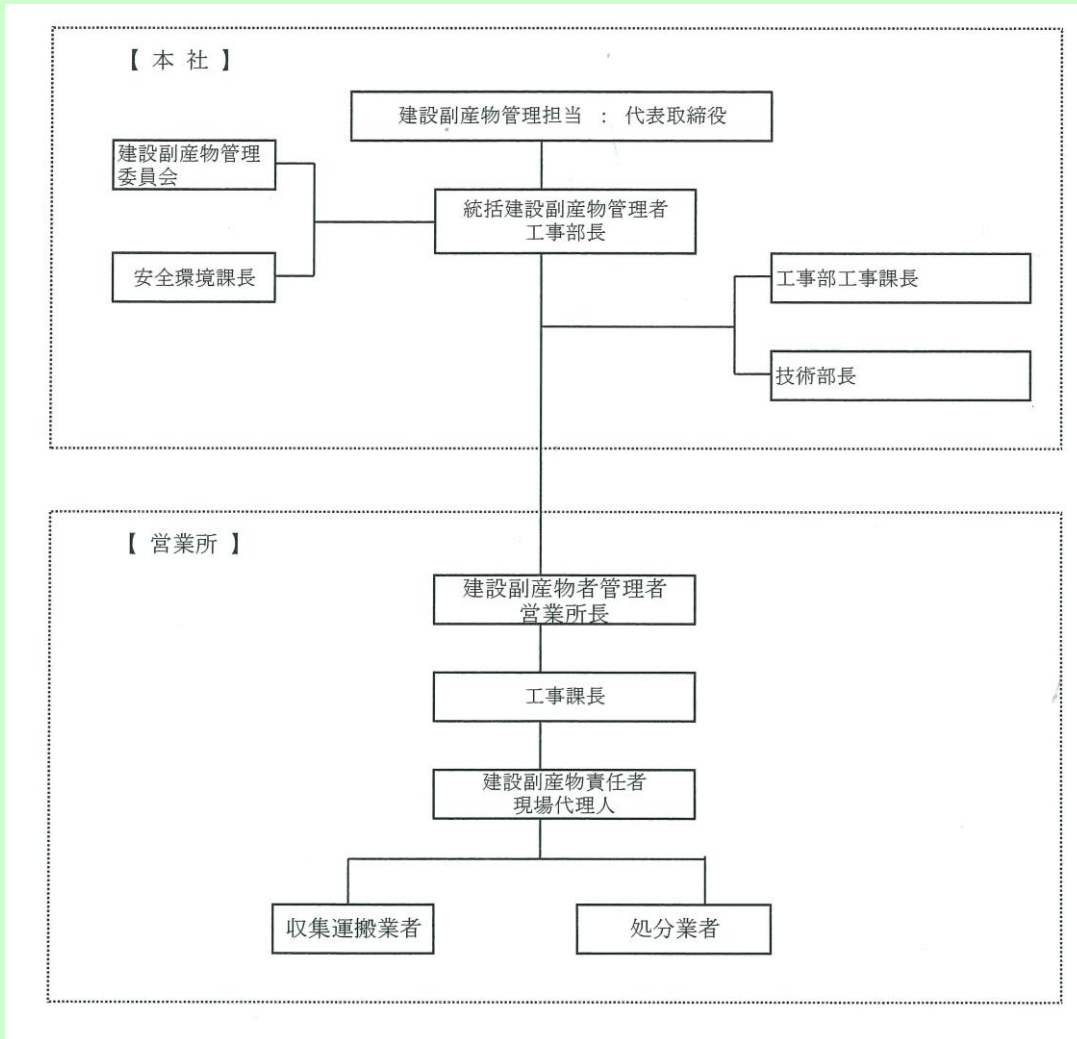 【 本 社 】
建設副産物管理担当 : 代表取締役
建設副産物管理
委員会
統括建設副産物管理者
工事部長
安全環境課長
工事部工事課長
技術部長
【 営業所 】
建設副産物者管理者
営業所長
工事課長
建設副産物責任者
現場代理人
収集運搬業者
処分業者